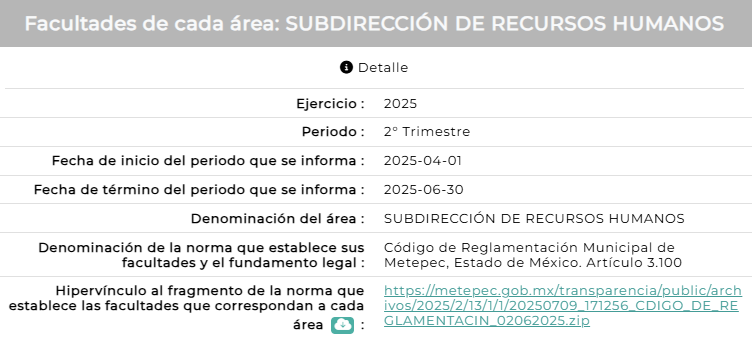 Facultades de cada área: SUBDIRECCIÓN DE RECURSOS HUMANOS
Detalle
Ejercicio : 2025
Periodo : 2° Trimestre
Fecha de inicio del periodo que se informa : 2025-04-01
Fecha de término del periodo que se informa : 2025-06-30
Denominación del área : SUBDIRECCIÓN DE RECURSOS HUMANOS
Denominación de la norma que establece sus
facultades y el fundamento legal :
Código de Reglamentación Municipal de
Metepec, Estado de México. Artículo 3.100
Hipervínculo al fragmento de la norma que
establece las facultades que correspondan a cada
área :
https://metepec.gob.mx/transparencia/public/arch
ivos/2025/2/13/1/1/20250709_171256_CDIGO_DE_RE
GLAMENTACIN_02062025.zip